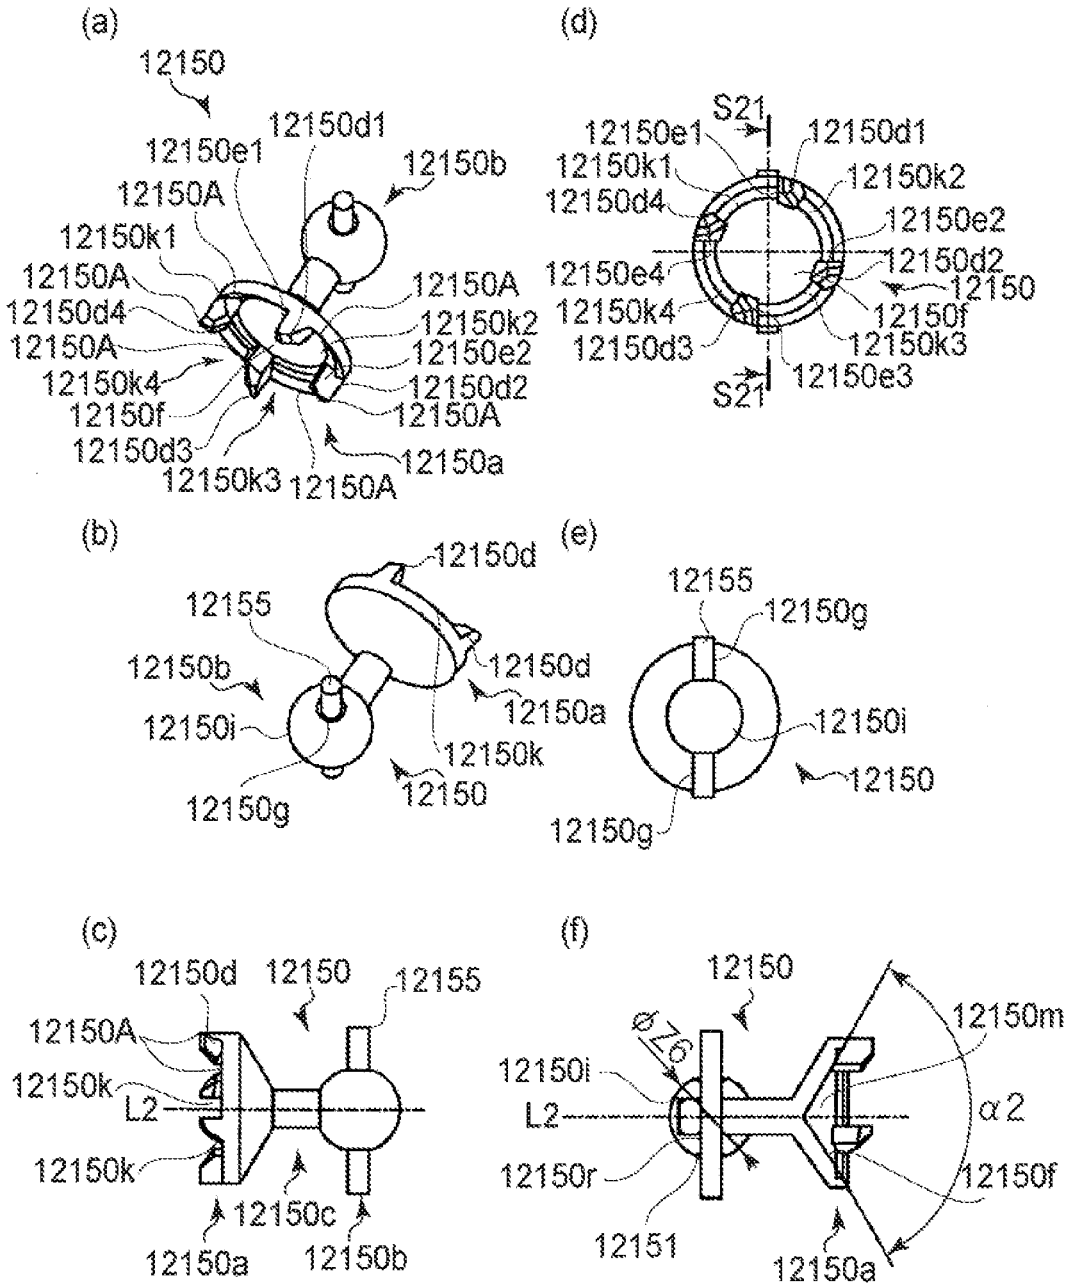 (a)
12150
12150d1
12150e1
12150b
12150A
12150k1
12150A
12150d4
12150A
12150k4
12150f
12150d3
12150k3
12150A
12150A
12150k2
12150e2
12150d2
12150A
12150a
(d)
S21
12150e1
12150d1
12150k1
12150k2
12150d4
12150e2
12150e4
12150d2
12150
12150k4
12150f
12150d3
12150k3
12150e3
S21
(b)
12150d
12155
12150b
12150d
12150i
12150a
12150k
12150g
12150
(e)
12155
12150g
12150i
12150
12150g
(c)
12150d
12150
12155
12150A
12150k
L2
12150k
12150c
12150a
12150b
(f)
12150
øZ6
12150m
12150i
L2
α2
12150r
12150f
12151
12150a